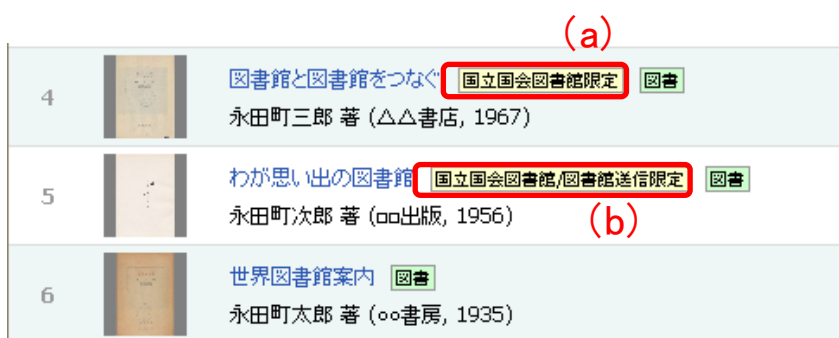 (a)
4
図書館と図書館をつなぐ 国立国会図書館限定 図書
永田町三郎 著 (△△書店, 1967)
5
わが思い出の図書館 国立国会図書館/図書館送信限定 図書
永田町次郎 著 (□□出版, 1956)
(b)
6
世界図書館案内 図書
永田町太郎 著 (○○書房, 1935)